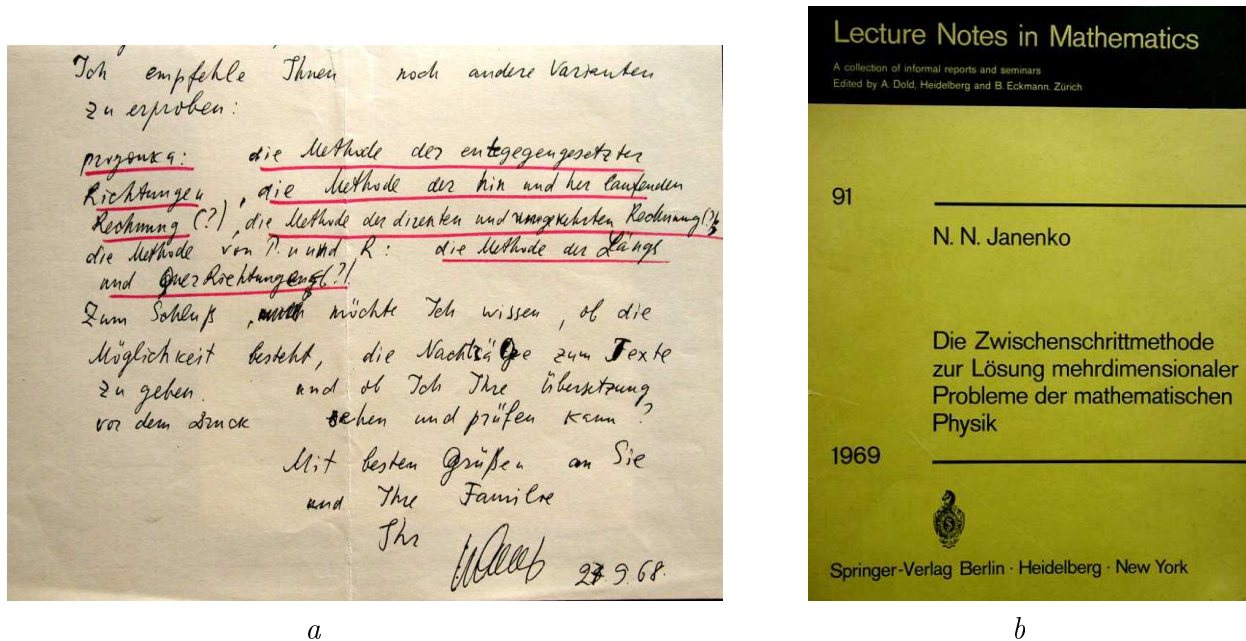 Ich empfehle Ihnen noch andere Varianten
zu erproben:
progonka: die Methode der entgegengesetzter
Richtungen, die Methode der hin und her laufenden
Rechnung (?), die Methode der direkten und umgekehrten Rechnung(?),
die Methode von P. und R: die Methode der Längs
und Quer Richtungen(?)!
Zum Schluß, möchte Ich wissen, ob die
Möglichkeit besteht, die Nachträge zum Texte
zu geben und ob Ich Ihre Übersetzung
vor dem Druck sehen und prüfen kann?
Mit besten Grüßen an Sie
und Ihre Familie
Ihr
9.68.
a
Lecture Notes in Mathematics
A collection of informal reports and seminars
Edited by A. Dold, Heidelberg and B. Eckmann, Zürich
91
N. N. Janenko
Die Zwischenschrittmethode
zur Lösung mehrdimensionaler
Probleme der mathematischen
Physik
1969
Springer-Verlag Berlin · Heidelberg · New York
b